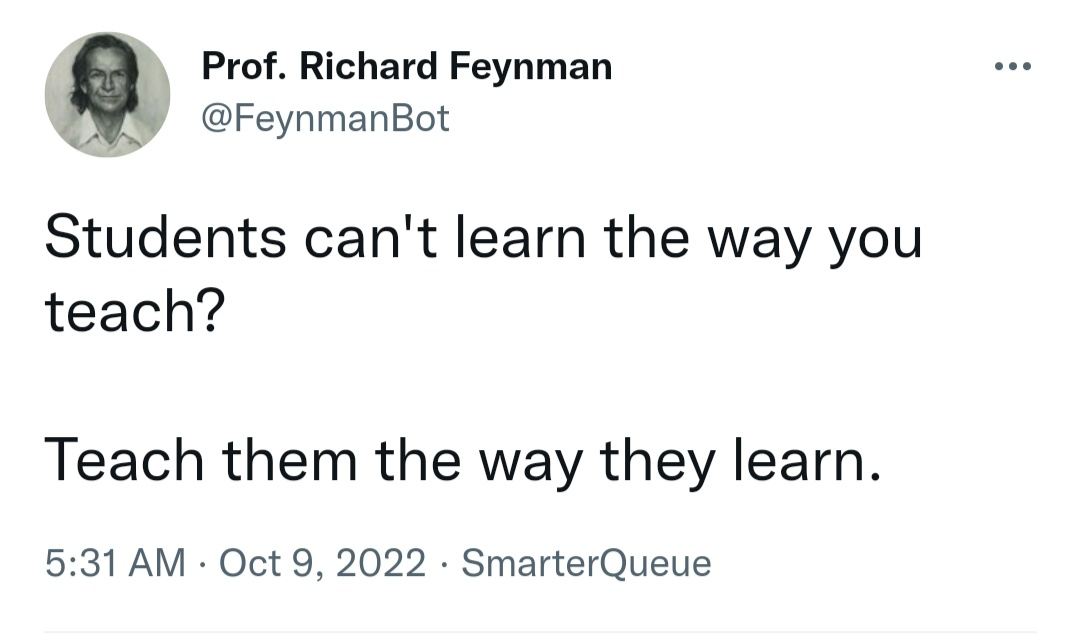 Prof. Richard Feynman
@FeynmanBot
Students can't learn the way you
teach?
Teach them the way they learn.
5:31 AM · Oct 9, 2022 · SmarterQueue